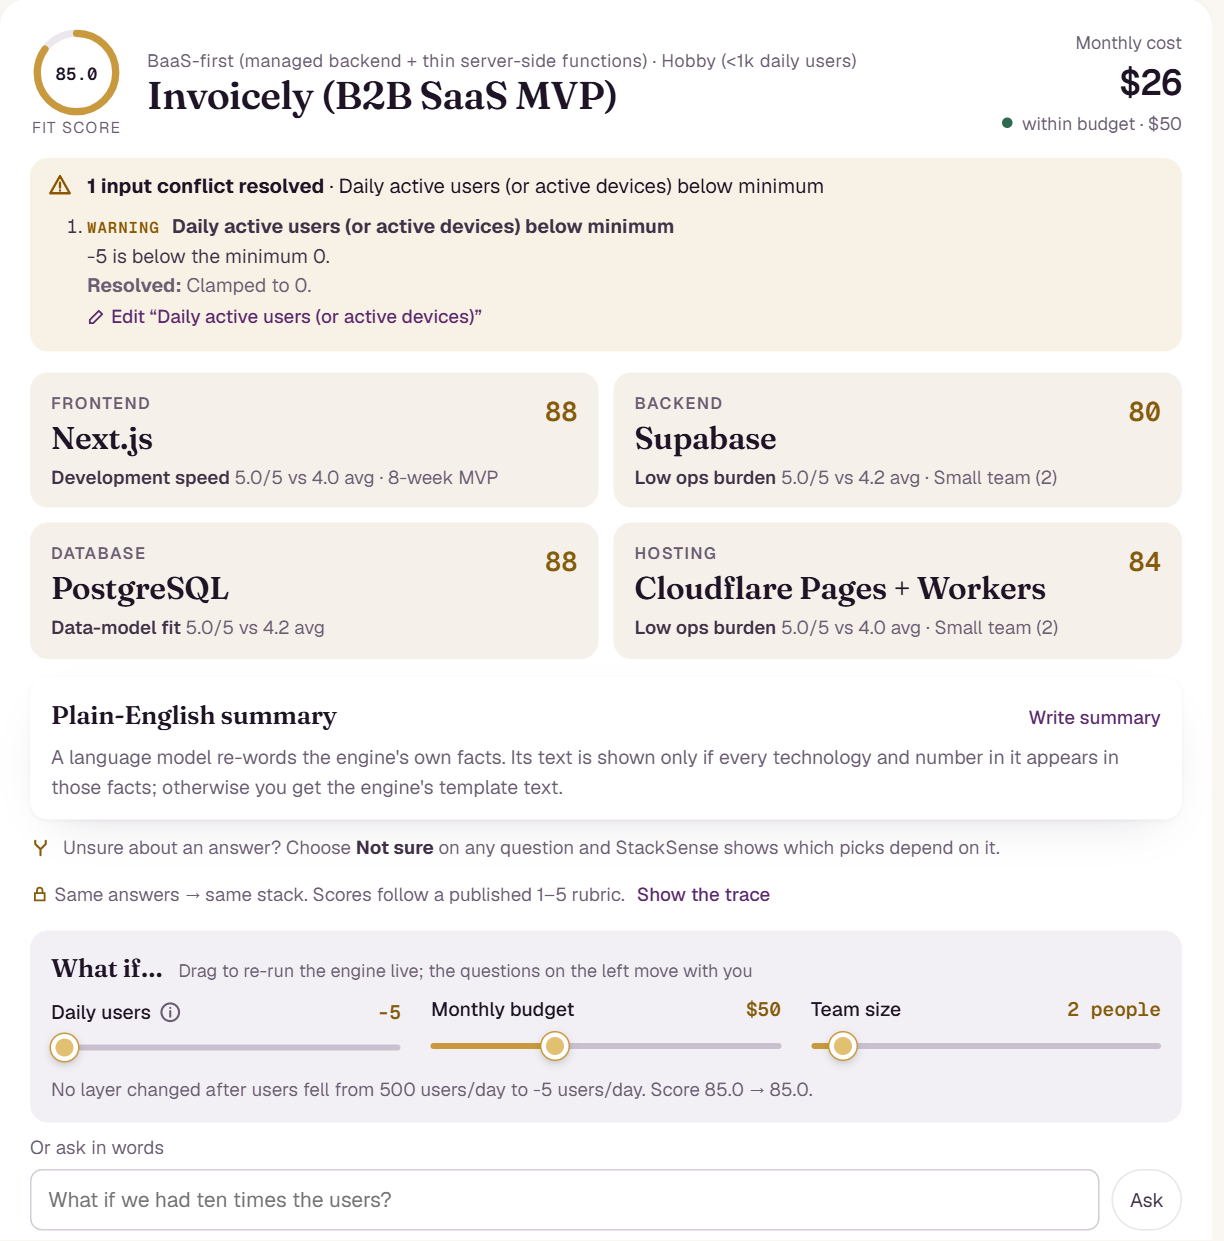 85.0
FIT SCORE
BaaS-first (managed backend + thin server-side functions) · Hobby (<1k daily users)
Invoicely (B2B SaaS MVP)
Monthly cost
$26
within budget · $50
1 input conflict resolved · Daily active users (or active devices) below minimum
1. WARNING Daily active users (or active devices) below minimum
-5 is below the minimum 0.
Resolved: Clamped to 0.
Edit “Daily active users (or active devices)”
FRONTEND
88
Next.js
Development speed 5.0/5 vs 4.0 avg · 8-week MVP
BACKEND
80
Supabase
Low ops burden 5.0/5 vs 4.2 avg · Small team (2)
DATABASE
88
PostgreSQL
Data-model fit 5.0/5 vs 4.2 avg
HOSTING
84
Cloudflare Pages + Workers
Low ops burden 5.0/5 vs 4.0 avg · Small team (2)
Plain-English summary
Write summary
A language model re-words the engine's own facts. Its text is shown only if every technology and number in it appears in
those facts; otherwise you get the engine's template text.
Unsure about an answer? Choose Not sure on any question and StackSense shows which picks depend on it.
Same answers → same stack. Scores follow a published 1–5 rubric. Show the trace
What if... Drag to re-run the engine live; the questions on the left move with you
Daily users -5
Monthly budget $50
Team size 2 people
No layer changed after users fell from 500 users/day to -5 users/day. Score 85.0 → 85.0.
Or ask in words
What if we had ten times the users?
Ask